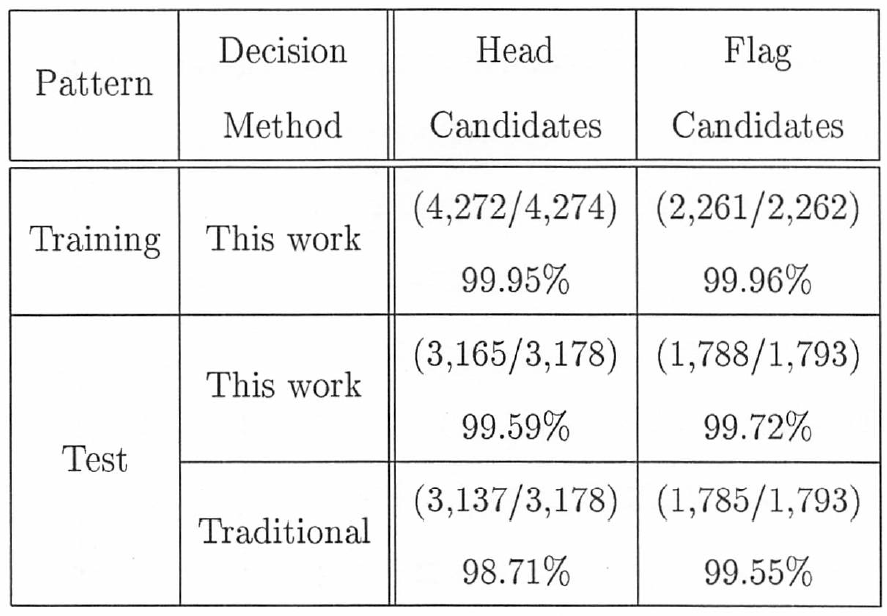 Pattern Decision Method Head Candidates Flag Candidates
Training This work (4,272/4,274) 99.95% (2,261/2,262) 99.96%
Test This work (3,165/3,178) 99.59% (1,788/1,793) 99.72%
Traditional (3,137/3,178) 98.71% (1,785/1,793) 99.55%